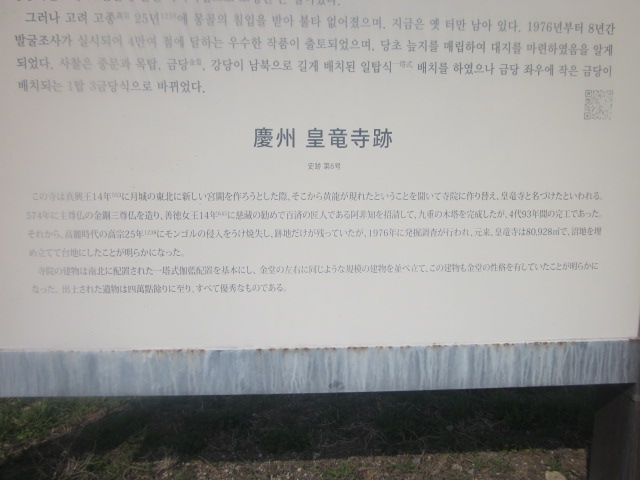 그러나 고려 고종高宗 25년1238에 몽골의 침입을 받아 불타 없어졌으며, 지금은 옛 터만 남아 있다. 1976년부터 8년간
발굴조사가 실시되어 4만여 점에 달하는 우수한 작품이 출토되었으며, 당초 늪지를 매립하여 대지를 마련하였음을 알게
되었다. 사찰은 중문과 목탑, 금당金堂, 강당이 남북으로 길게 배치된 일탑식一塔式 배치를 하였으나 금당 좌우에 작은 금당이
배치되는 1탑 3금당식으로 바뀌었다.
慶州 皇竜寺跡
史跡 第6号
この寺は真興王14年553に月城の東北に新しい宮闕を作ろうとした際、そこから黄龍が現れたということを聞いて寺院に作り替え、皇竜寺と名づけたといわれる。
574年に主尊仏の金銅三尊仏を造り、善徳女王14年645に慈蔵の勧めで百済の匠人である阿非知を招請して、九重の木塔を完成したが、4代93年間の完工であった。
それから、高麗時代の高宗25年1238にモンゴルの侵入をうけ焼失し、跡地だけが残っていたが、1976年に発掘調査が行われ、元来、皇竜寺は80,928㎡で、沼地を埋
め立てて台地にしたことが明らかになった。
寺院の建物は南北に配置された一塔式伽藍配置を基本にし、金堂の左右に同じような規模の建物を並べ立て、この建物も金堂の性格を有していたことが明らかに
なった。出土された遺物は四萬點餘りに至り、すべて優秀なものである。